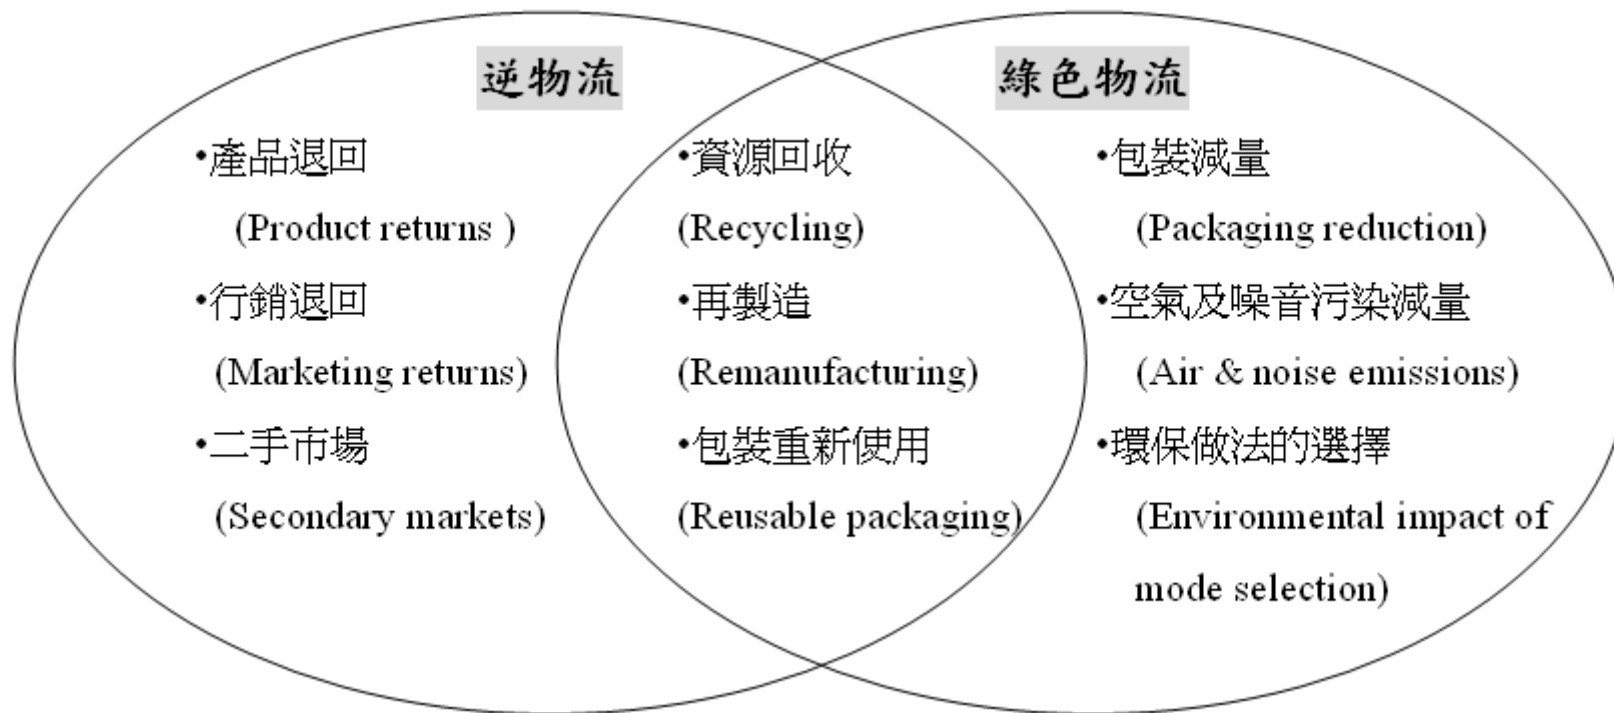 逆物流
•產品退回
(Product returns )
•行銷退回
(Marketing returns)
•二手市場
(Secondary markets)
•資源回收
(Recycling)
•再製造
(Remanufacturing)
•包裝重新使用
(Reusable packaging)
綠色物流
•包裝減量
(Packaging reduction)
•空氣及噪音污染減量
(Air & noise emissions)
•環保做法的選擇
(Environmental impact of
mode selection)